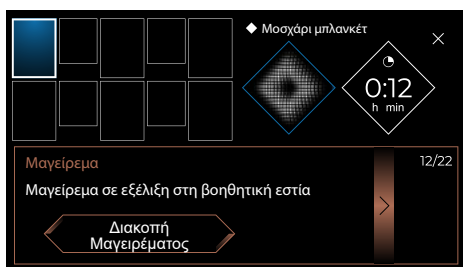 ◆ Μοσχάρι μπλανκέτ
0:12
h min
Μαγείρεμα
12/22
Μαγείρεμα σε εξέλιξη στη βοηθητική εστία
Διακοπή
Μαγειρέματος